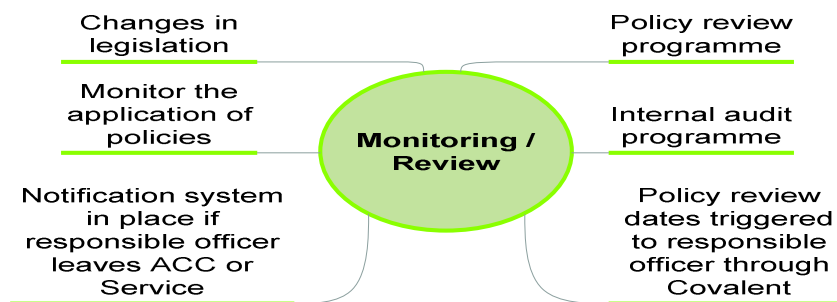 Changes in
legislation
Monitor the
application of
policies
Notification system
in place if
responsible officer
leaves ACC or
Service
Monitoring /
Review
Policy review
programme
Internal audit
programme
Policy review
dates triggered
to responsible
officer through
Covalent